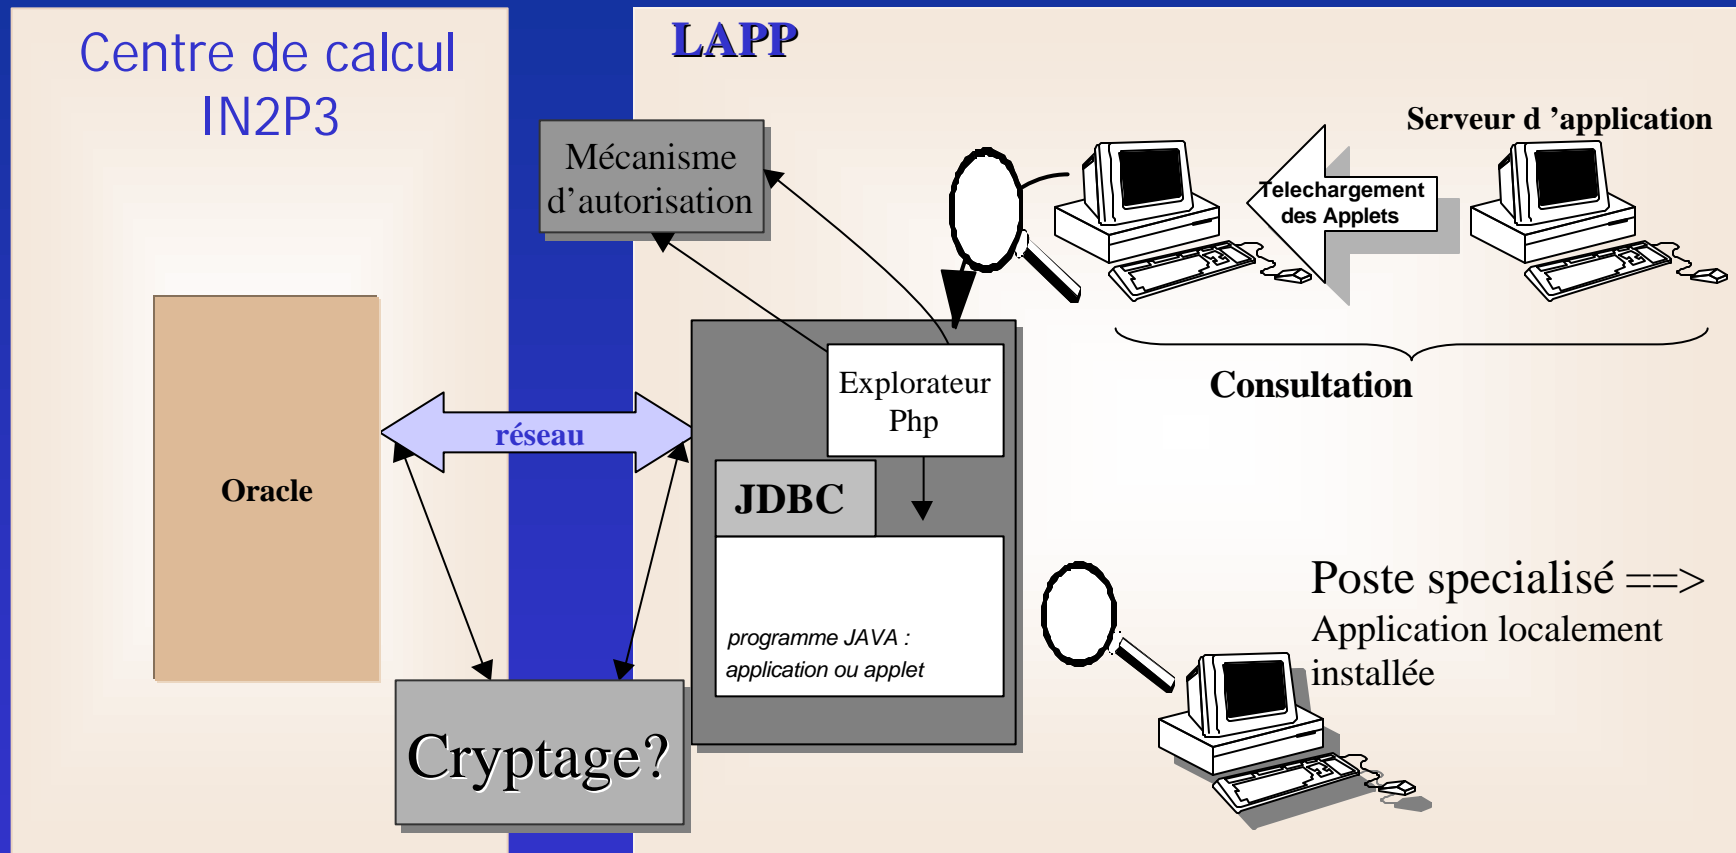 Centre de calcul
IN2P3
LAPP
Mécanisme
d'autorisation
Serveur d ’application
Telechargement
des Applets
Consultation
Explorateur
Php
réseau
Oracle
JDBC
programme JAVA :
application ou applet
Cryptage?
Poste specialisé ==>
Application localement
installée